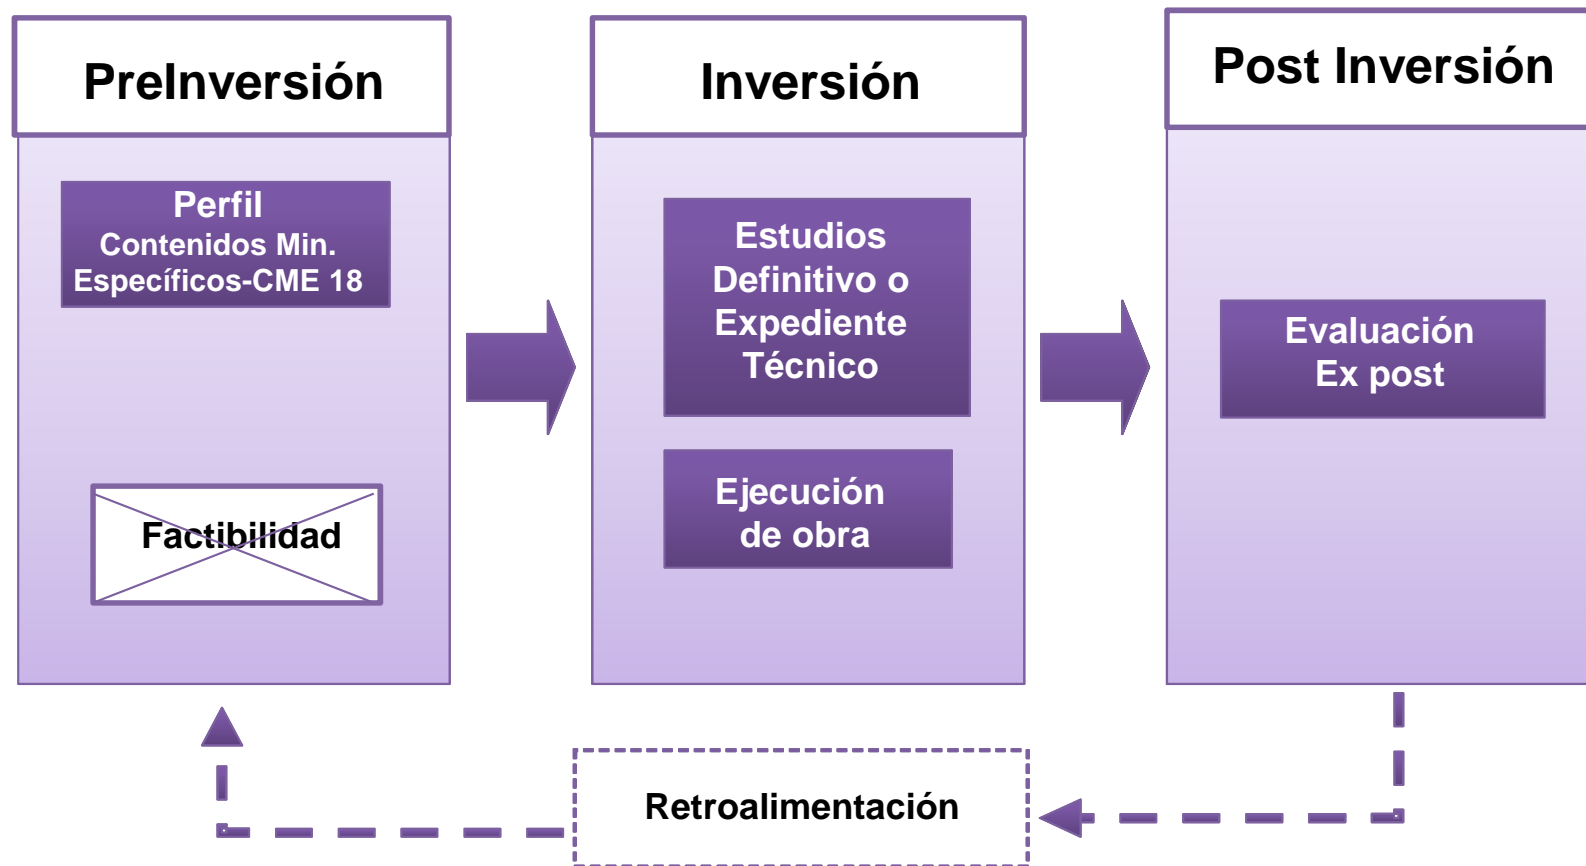 PreInversión
Perfil
Contenidos Min.
Específicos-CME 18
Factibilidad
Inversión
Estudios
Definitivo o
Expediente
Técnico
Ejecución
de obra
Post Inversión
Evaluación
Ex post
Retroalimentación